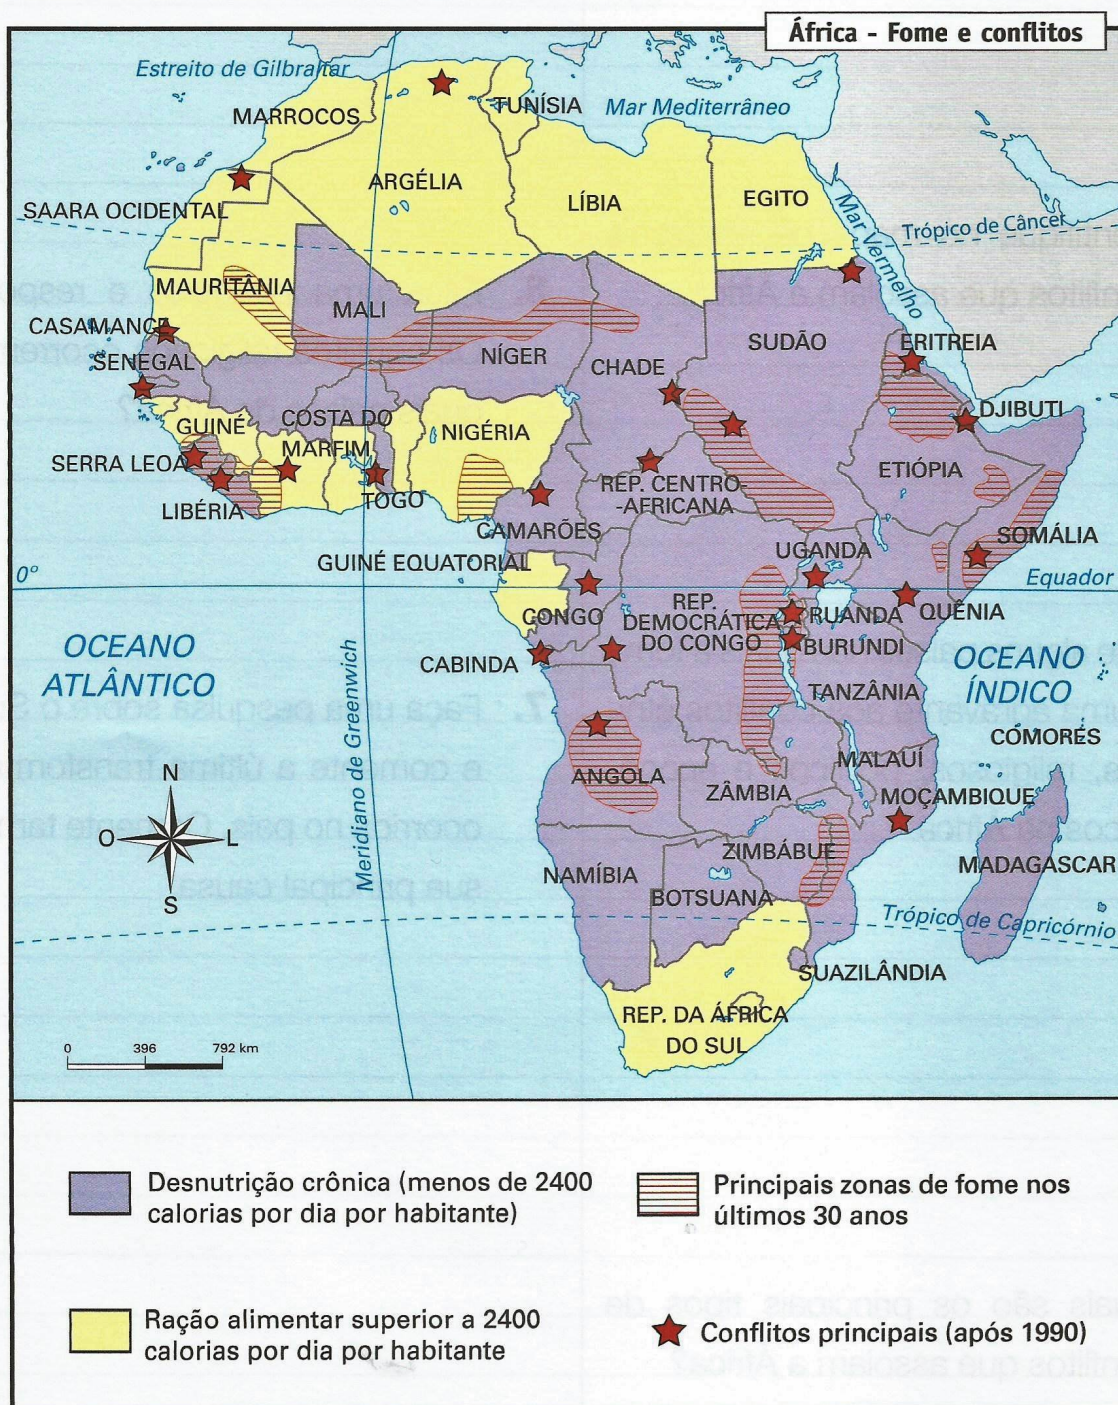 África - Fome e conflitos
Estreito de Gilbraltar
MARROCOS
TUNÍSIA
Mar Mediterrâneo
ARGÉLIA
LÍBIA
EGITO
SAARA OCIDENTAL
Mar Vermelho
Trópico de Câncer
MAURITÂNIA
MALI
CASAMANCE
NÍGER
CHADE
SUDÃO
ERITREIA
SENEGAL
DJIBUTI
GUINÉ
COSTA DO
MARFIM
NIGÉRIA
SERRA LEOA
ETIÓPIA
LIBÉRIA
TOGO
REP. CENTRO-
-AFRICANA
CAMARÕES
SOMÁLIA
GUINÉ EQUATORIAL
UGANDA
0°
Equador
CONGO
REP.
DEMOCRÁTICA
DO CONGO
RUANDA
QUÊNIA
BURUNDI
OCEANO
ATLÂNTICO
CABINDA
OCEANO
ÍNDICO
TANZÂNIA
Meridiano de Greenwich
COMORES
ANGOLA
MALAUÍ
ZÂMBIA
MOÇAMBIQUE
N
O
L
S
ZIMBÁBUE
NAMÍBIA
BOTSUANA
MADAGASCAR
Trópico de Capricórnio
SUAZILÂNDIA
REP. DA ÁFRICA
DO SUL
0 396 792 km
Desnutrição crônica (menos de 2400
calorias por dia por habitante)
Principais zonas de fome nos
últimos 30 anos
Ração alimentar superior a 2400
calorias por dia por habitante
Conflitos principais (após 1990)